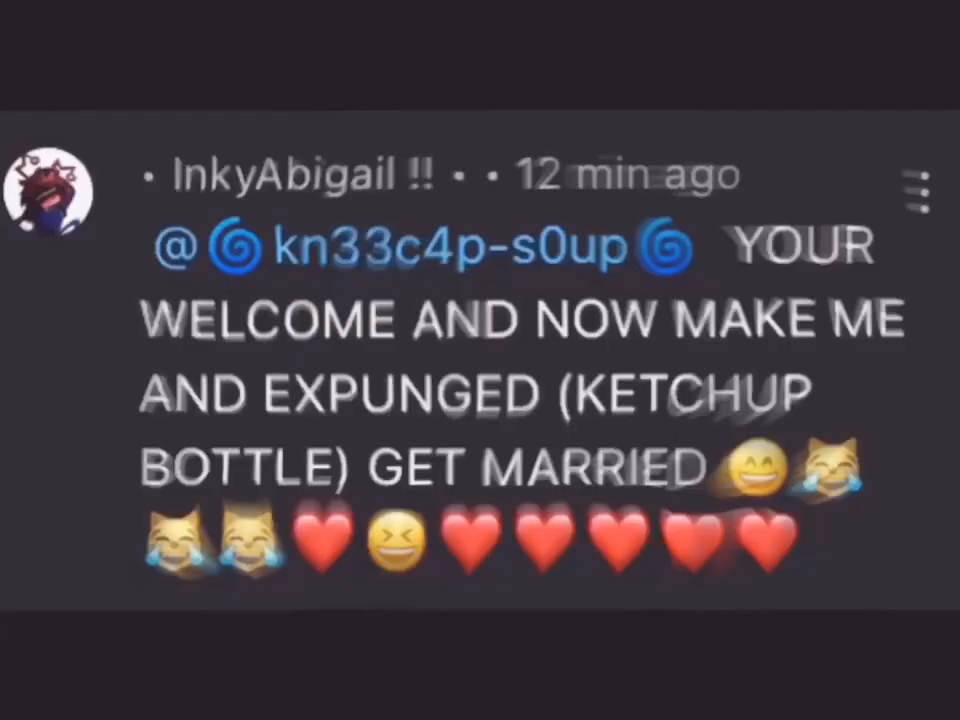 · InkyAbigail !! · · 12 min ago
@🌀kn33c4p-s0up🌀 YOUR
WELCOME AND NOW MAKE ME
AND EXPUNGED (KETCHUP
BOTTLE) GET MARRIED 😄😹
😹😹❤️😆❤️❤️❤️❤️❤️